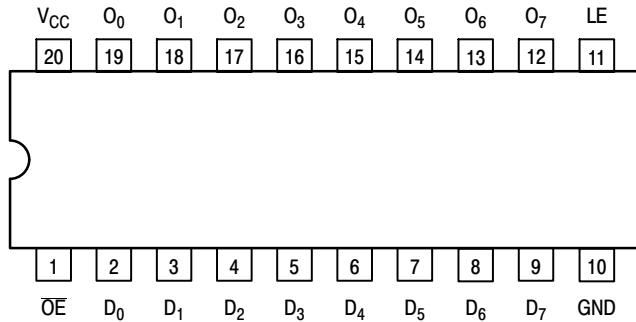 V_CC O₀ O₁ O₂ O₃ O₄ O₅ O₆ O₇ LE
20 19 18 17 16 15 14 13 12 11
1 2 3 4 5 6 7 8 9 10
O̅E̅ D₀ D₁ D₂ D₃ D₄ D₅ D₆ D₇ GND